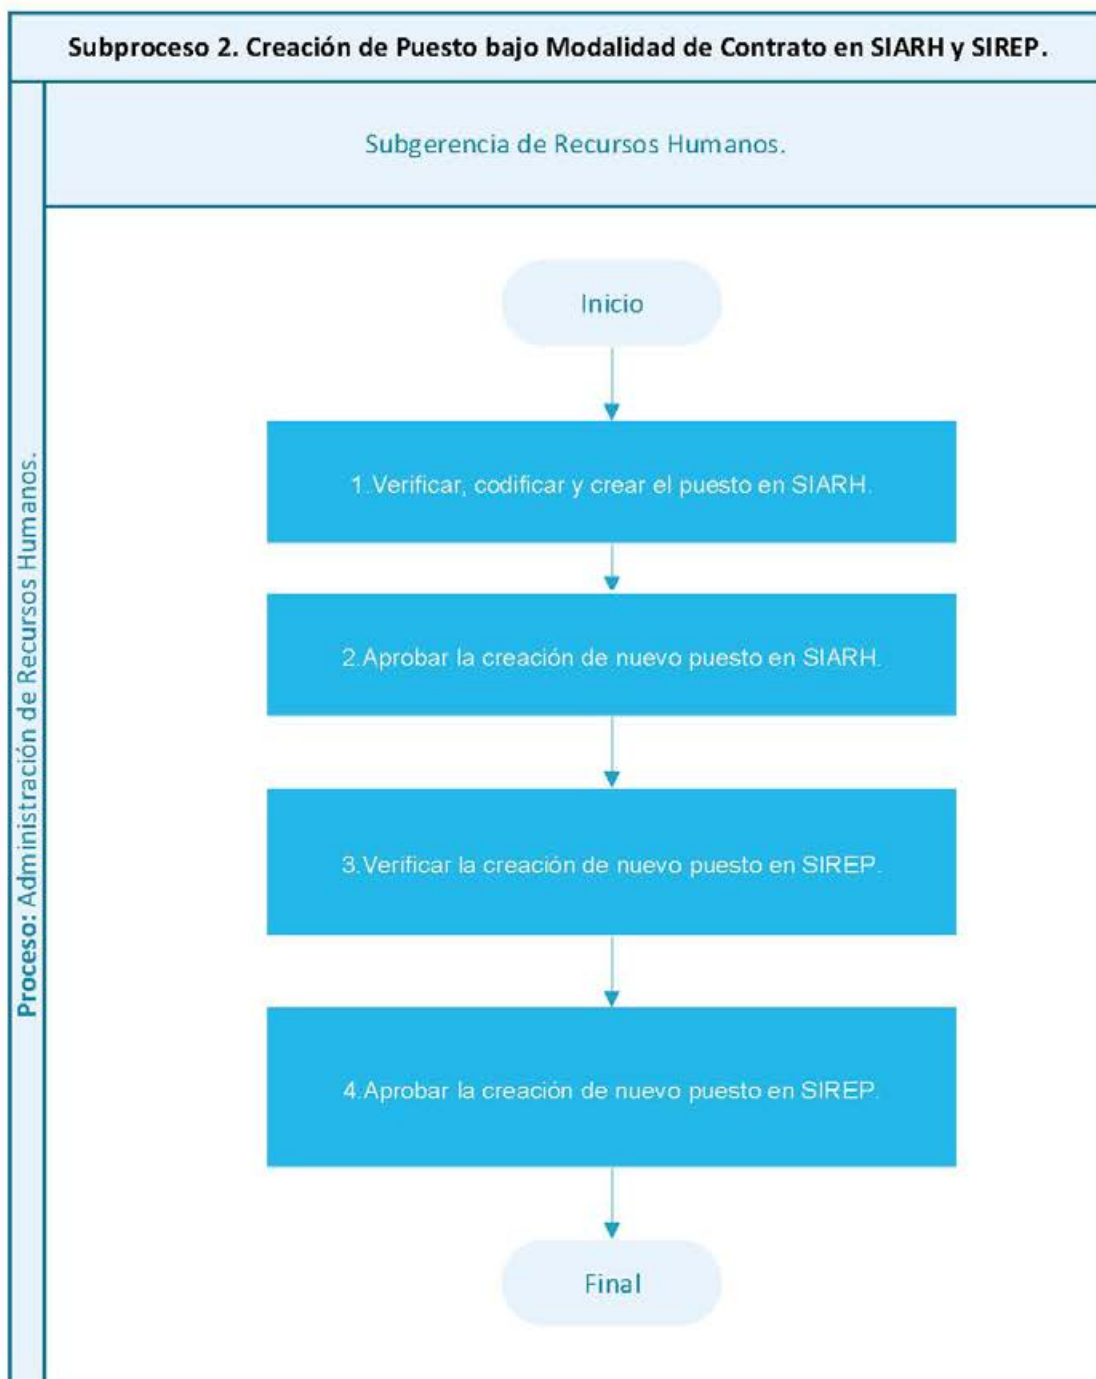 Subproceso 2. Creación de Puesto bajo Modalidad de Contrato en SIARH y SIREP.
Subgerencia de Recursos Humanos.
Proceso: Administración de Recursos Humanos.
Inicio
1.Verificar, codificar y crear el puesto en SIARH.
2.Aprobar la creación de nuevo puesto en SIARH.
3.Verificar la creación de nuevo puesto en SIREP.
4.Aprobar la creación de nuevo puesto en SIREP.
Final